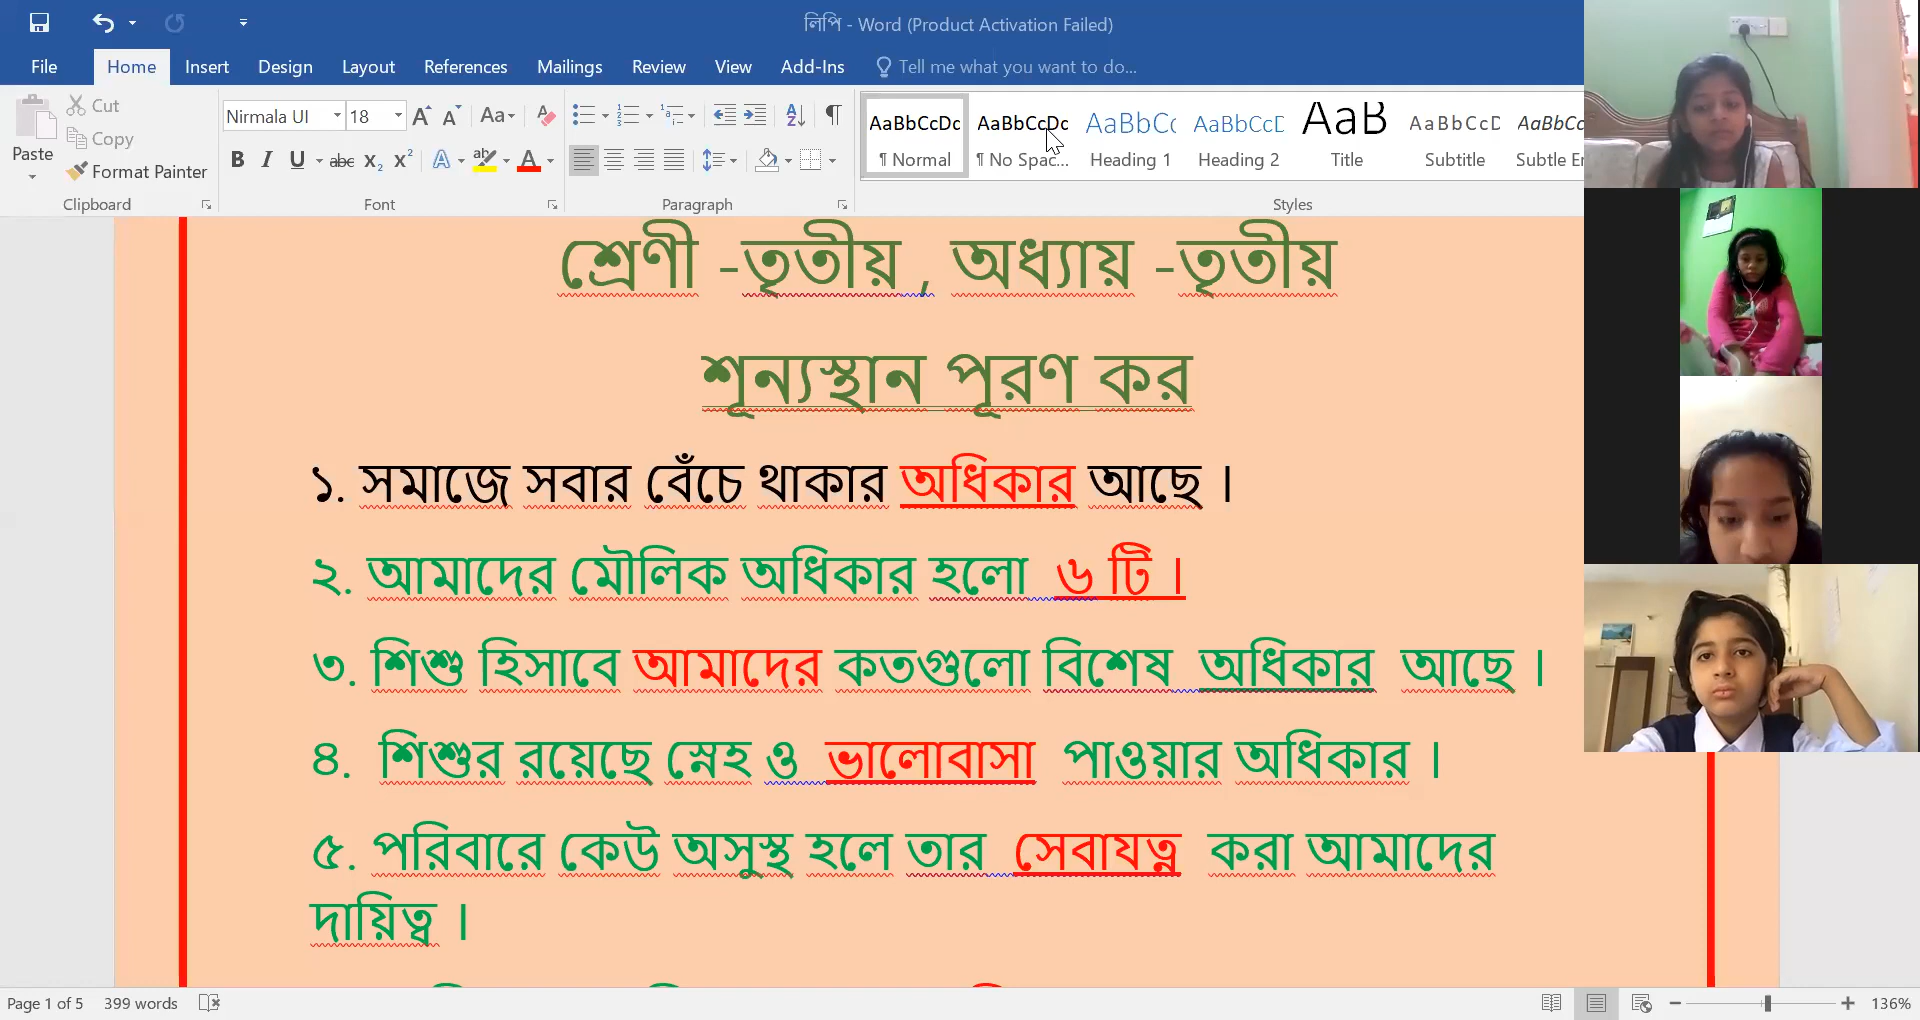 লিপি - Word (Product Activation Failed)
File Home Insert Design Layout References Mailings Review View Add-Ins Tell me what you want to do...
Paste
Cut
Copy
Format Painter
Clipboard
Nirmala UI 18
Font
Paragraph
AaBbCcDc AaBbCcDc AaBbCc AaBbCcD AaB AaBbCcD AaBbCc
¶ Normal ¶ No Spac... Heading 1 Heading 2 Title Subtitle Subtle
Styles
শ্রেণী -তৃতীয় , অধ্যায় -তৃতীয়
শূন্যস্থান পূরণ কর
১. সমাজে সবার বেঁচে থাকার অধিকার আছে ।
২. আমাদের মৌলিক অধিকার হলো ৬ টি ।
৩. শিশু হিসাবে আমাদের কতগুলো বিশেষ অধিকার আছে ।
৪. শিশুর রয়েছে স্নেহ ও ভালোবাসা পাওয়ার অধিকার ।
৫. পরিবারে কেউ অসুস্থ হলে তার সেবাযত্ন করা আমাদের
দায়িত্ব ।
Page 1 of 5 399 words 136%